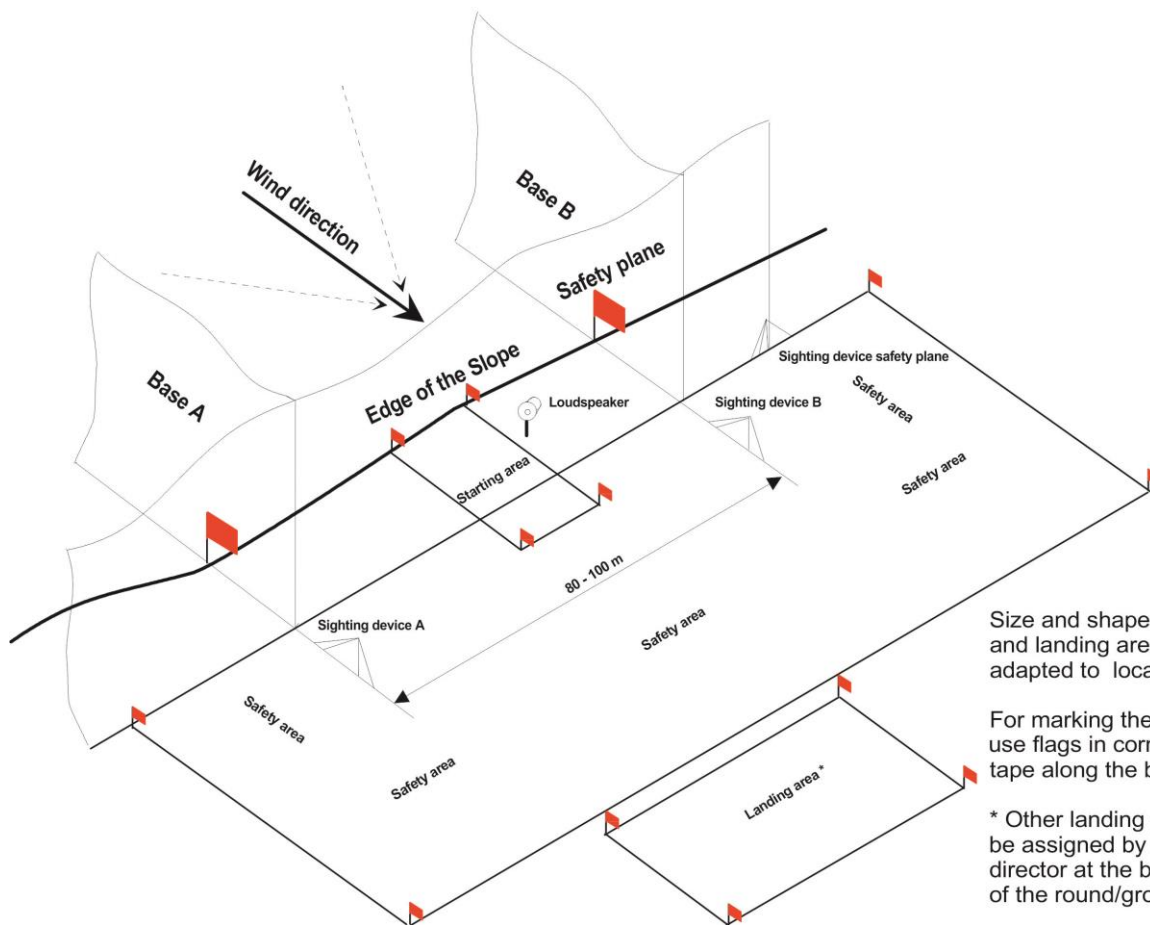 Wind direction
Base B
Base A
Safety plane
Edge of the Slope
Loudspeaker
Sighting device safety plane
Safety area
Sighting device B
Safety area
Starting area
80 - 100 m
Sighting device A
Safety area
Safety area
Safety area
Landing area *
Size and shape
and landing are
adapted to loca
For marking the
use flags in corn
tape along the b
* Other landing
be assigned by
director at the b
of the round/gro